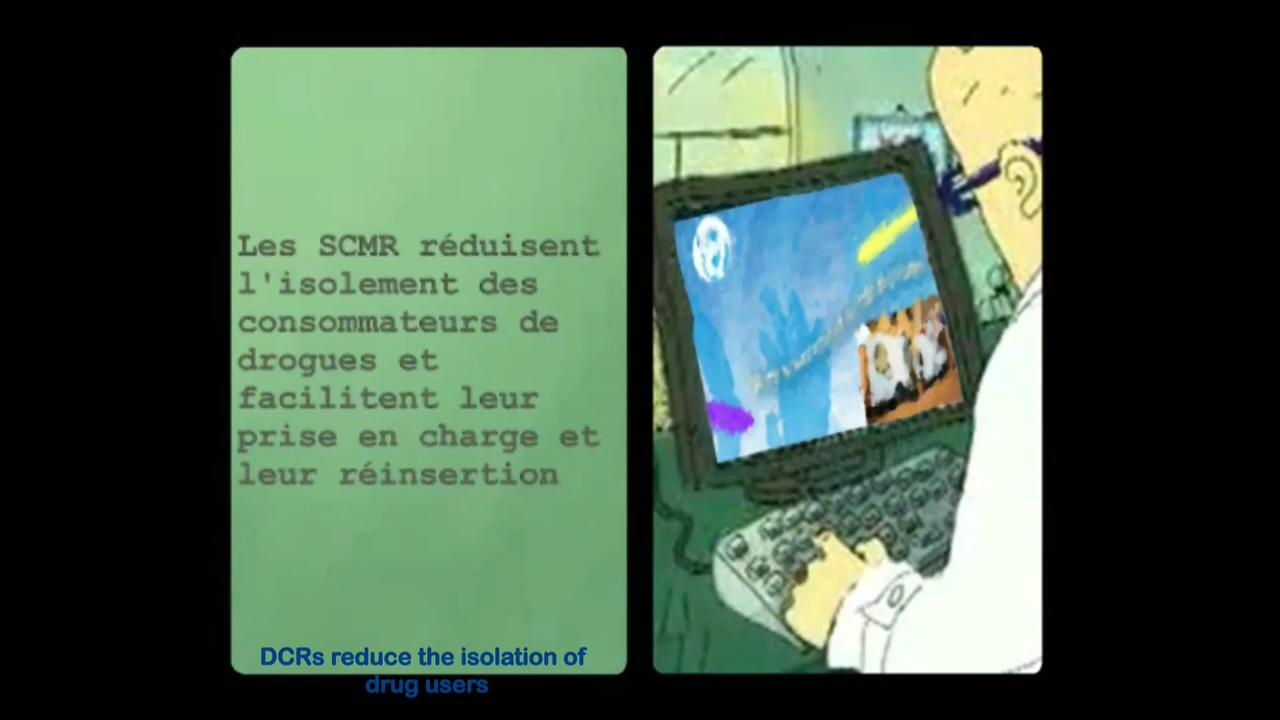 Les SCMR réduisent
l'isolement des
consommateurs de
drogues et
facilitent leur
prise en charge et
leur réinsertion
DCRs reduce the isolation of
drug users